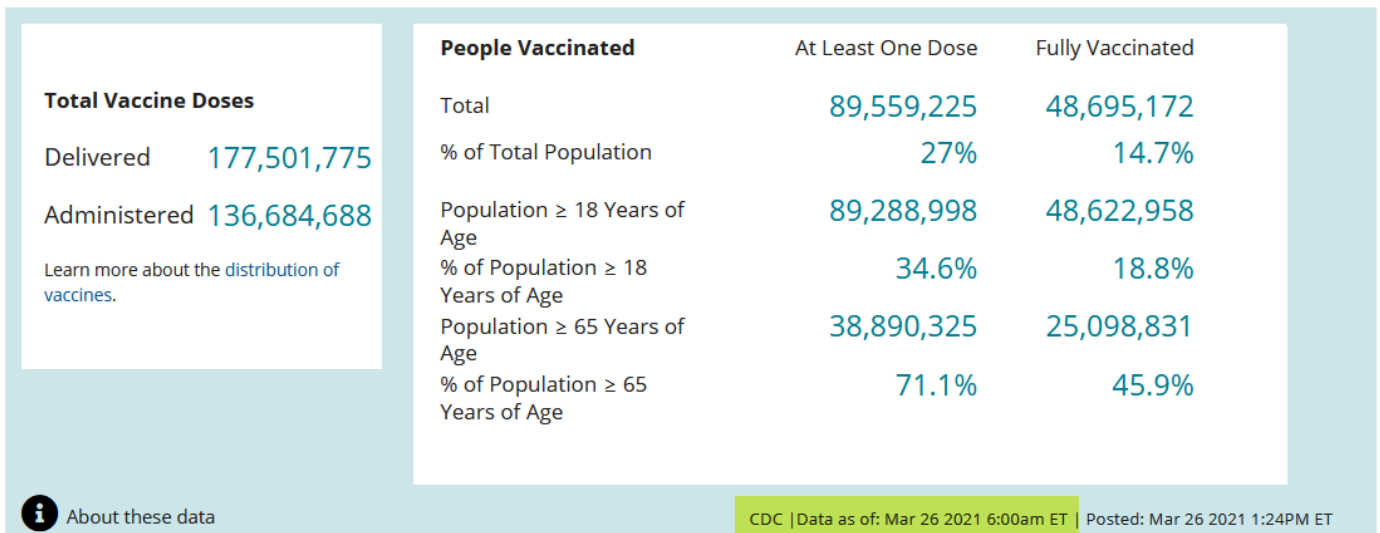 Total Vaccine Doses
Delivered 177,501,775
Administered 136,684,688
Learn more about the distribution of
vaccines.
People Vaccinated At Least One Dose Fully Vaccinated
Total 89,559,225 48,695,172
% of Total Population 27% 14.7%
Population ≥ 18 Years of 89,288,998 48,622,958
Age
% of Population ≥ 18 34.6% 18.8%
Years of Age
Population ≥ 65 Years of 38,890,325 25,098,831
Age
% of Population ≥ 65 71.1% 45.9%
Years of Age
i About these data CDC |Data as of: Mar 26 2021 6:00am ET | Posted: Mar 26 2021 1:24PM ET